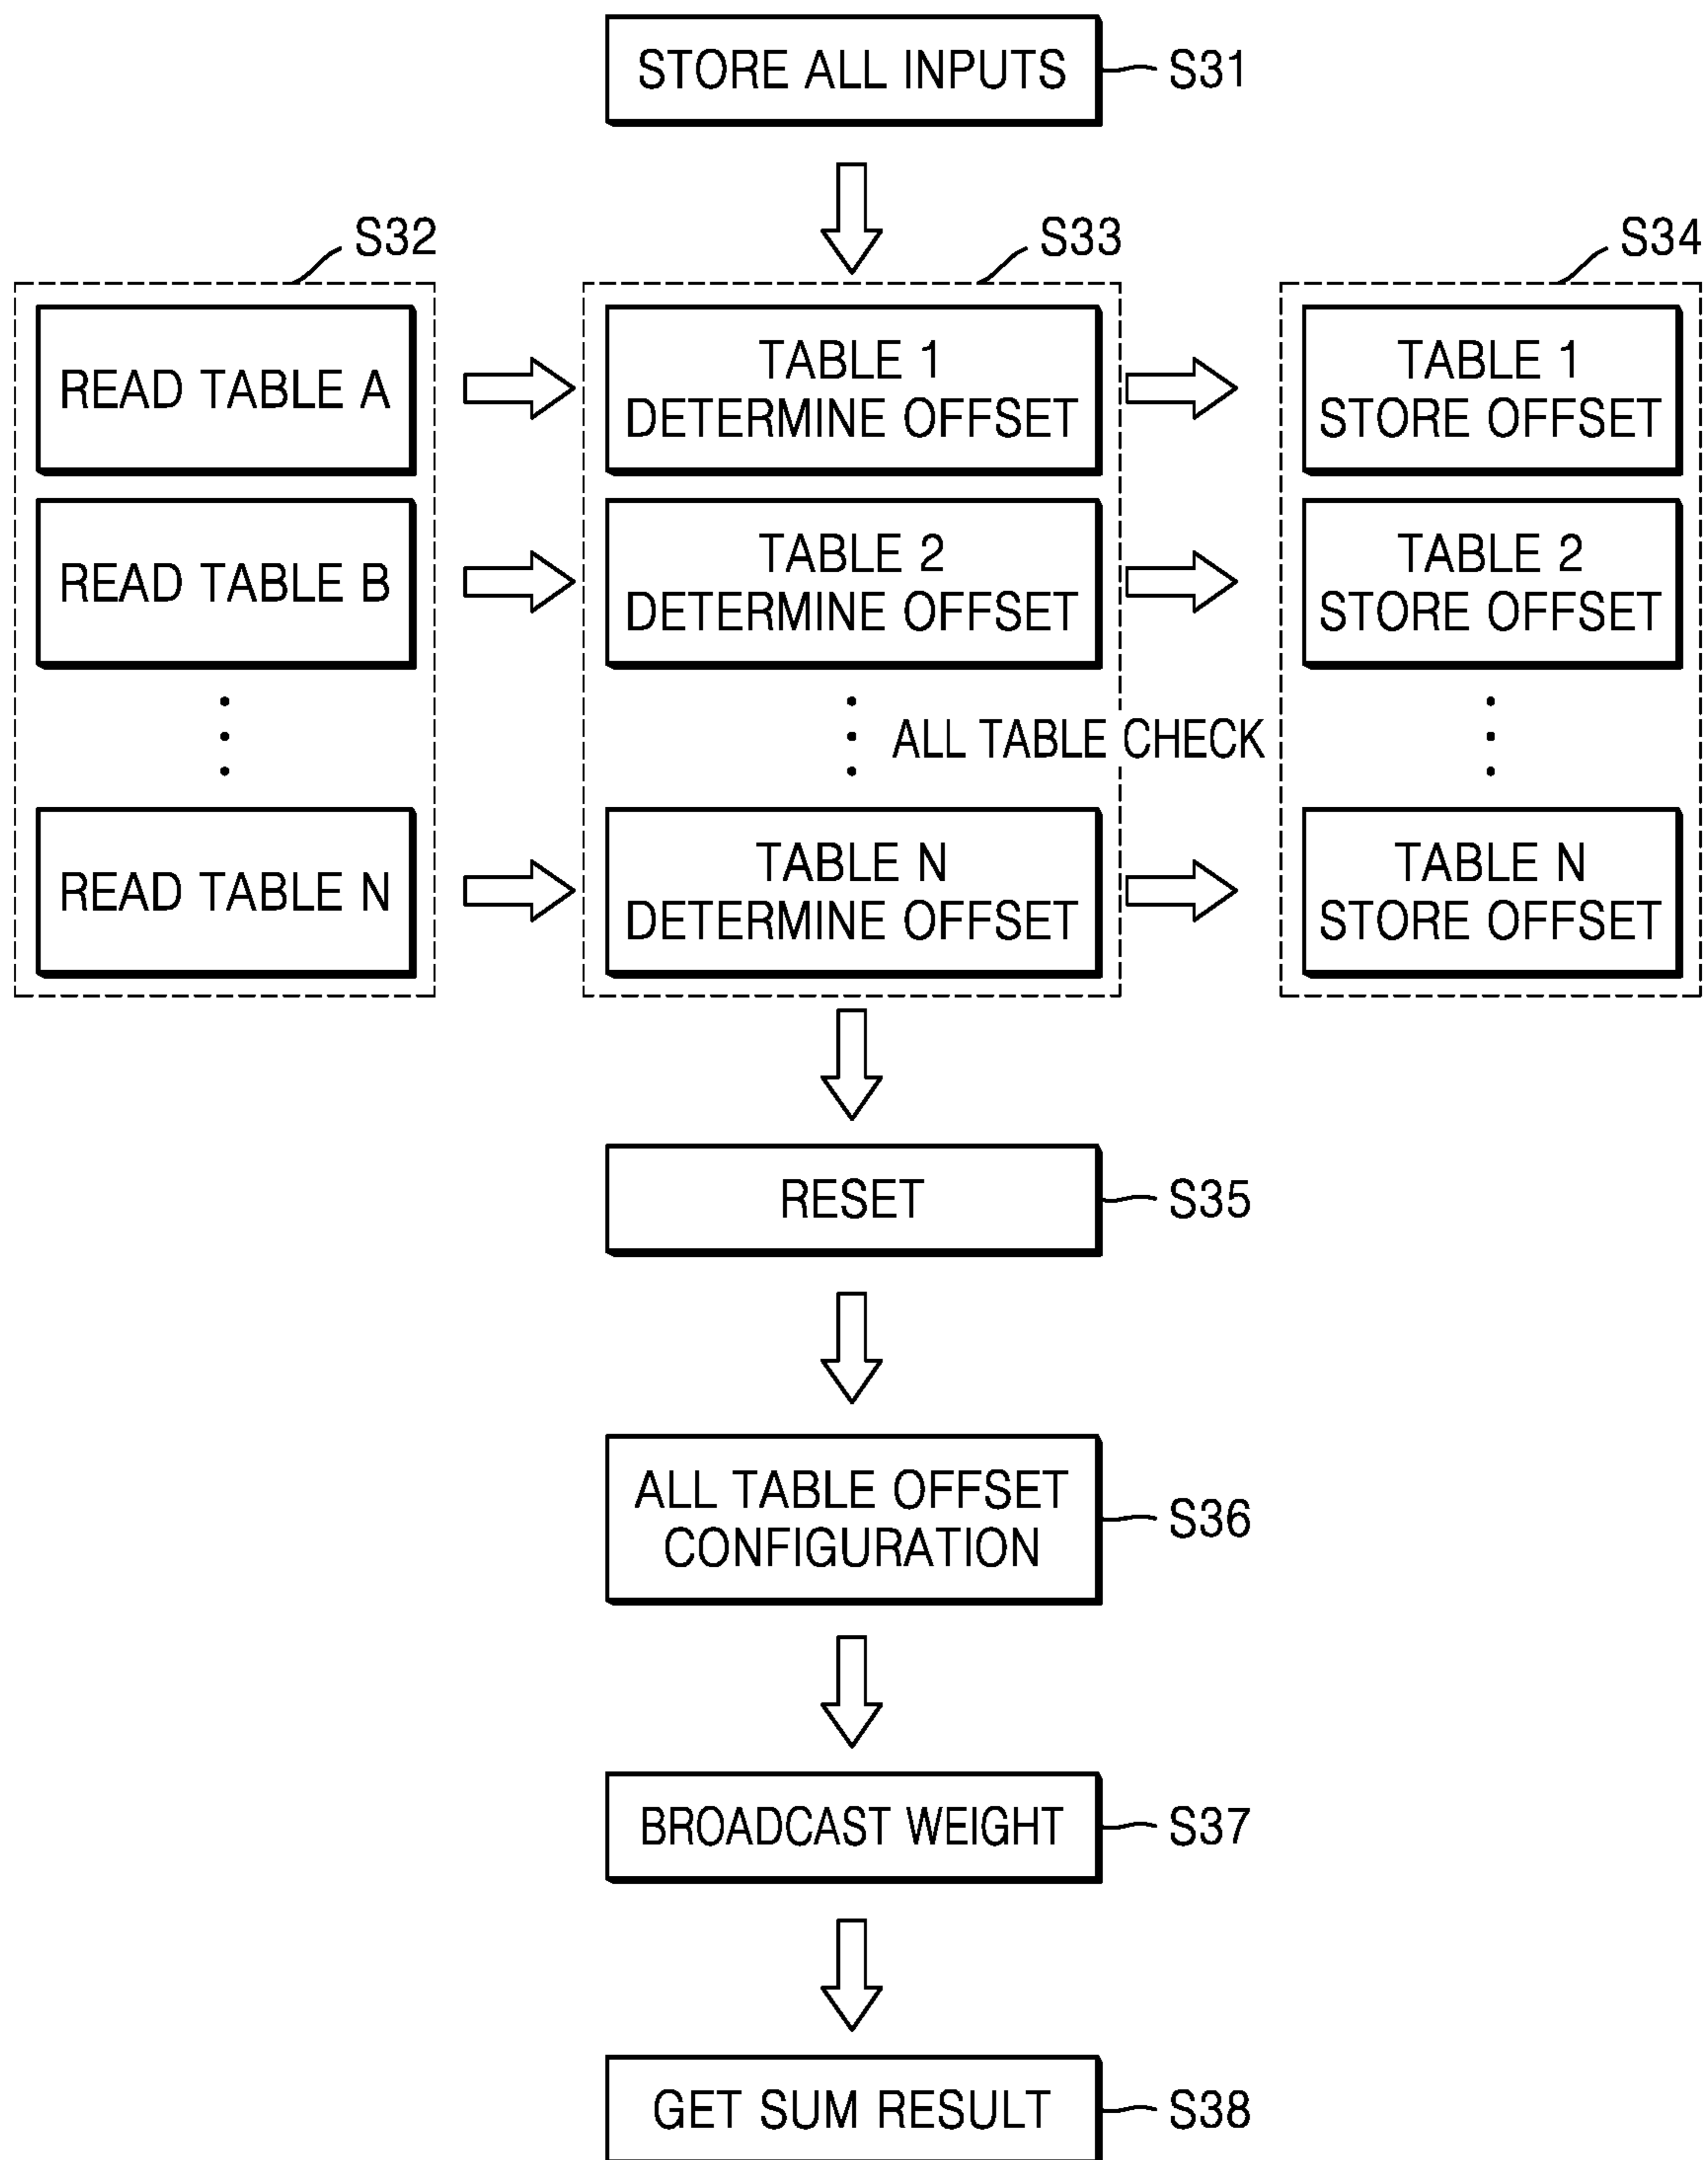 STORE ALL INPUTS
S31
S32
S33
S34
READ TABLE A
TABLE 1
DETERMINE OFFSET
TABLE 1
STORE OFFSET
READ TABLE B
TABLE 2
DETERMINE OFFSET
TABLE 2
STORE OFFSET
ALL TABLE CHECK
READ TABLE N
TABLE N
DETERMINE OFFSET
TABLE N
STORE OFFSET
RESET
S35
ALL TABLE OFFSET
CONFIGURATION
S36
BROADCAST WEIGHT
S37
GET SUM RESULT
S38